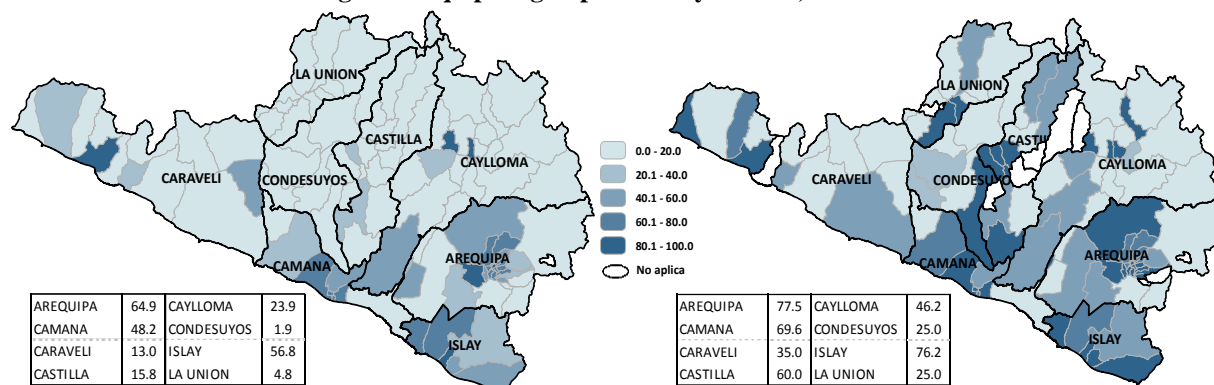 LA UNION
CASTILLA
CAYLLOMA
CARAVELI
CONDESUYOS
AREQUIPA
CAMANA
ISLAY
AREQUIPA 64.9 CAYLLOMA 23.9
CAMANA 48.2 CONDESUYOS 1.9
CARAVELI 13.0 ISLAY 56.8
CASTILLA 15.8 LA UNION 4.8
0.0 - 20.0
20.1 - 40.0
40.1 - 60.0
60.1 - 80.0
80.1 - 100.0
No aplica
LA UNION
CASTI
CAYLLOMA
CARAVELI
CONDESUYO
AREQUIPA
CAMANA
ISLAY
AREQUIPA 77.5 CAYLLOMA 46.2
CAMANA 69.6 CONDESUYOS 25.0
CARAVELI 35.0 ISLAY 76.2
CASTILLA 60.0 LA UNION 25.0